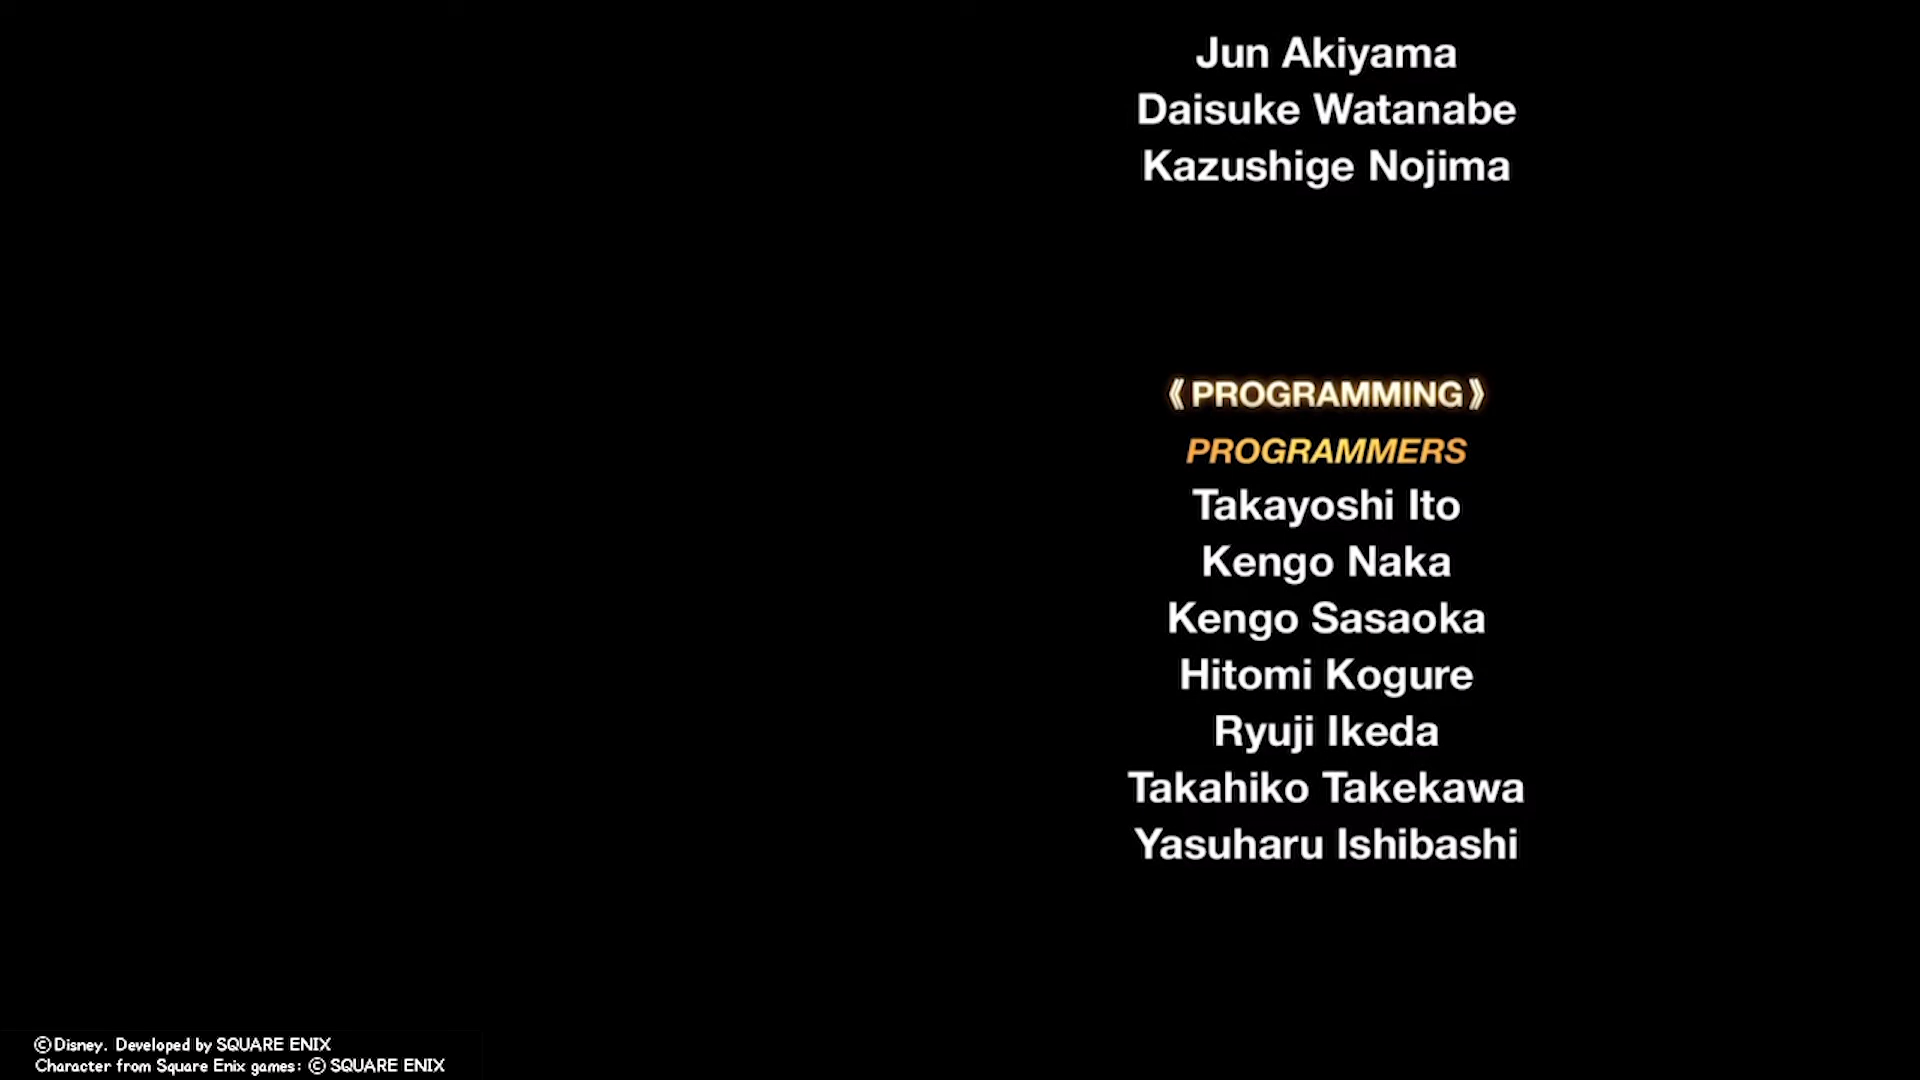 Jun Akiyama
Daisuke Watanabe
Kazushige Nojima
《PROGRAMMING》
PROGRAMMERS
Takayoshi Ito
Kengo Naka
Kengo Sasaoka
Hitomi Kogure
Ryuji Ikeda
Takahiko Takekawa
Yasuharu Ishibashi
©Disney. Developed by SQUARE ENIX
Character from Square Enix games: © SQUARE ENIX